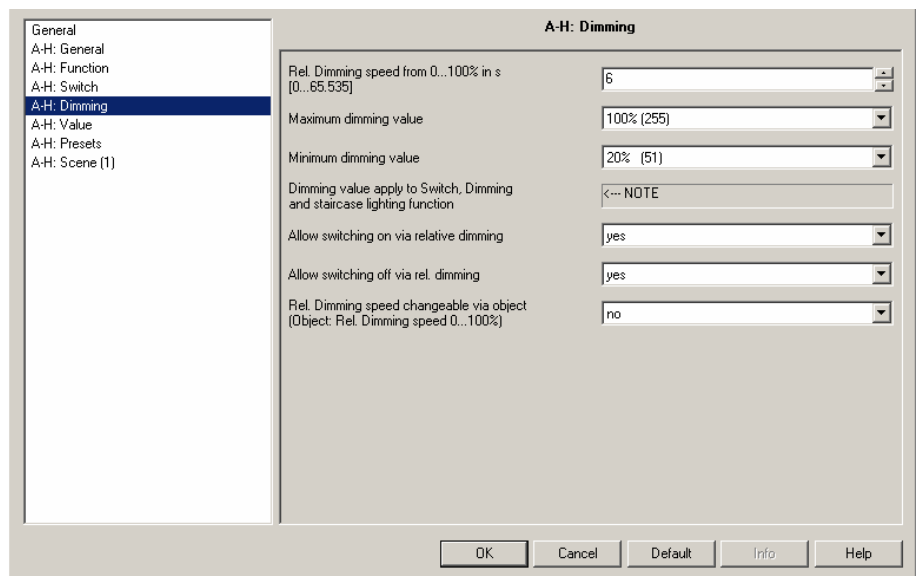 A-H: Dimming
General
A-H: General
A-H: Function
A-H: Switch
A-H: Dimming
A-H: Value
A-H: Presets
A-H: Scene (1)
Rel. Dimming speed from 0...100% in s
[0...65.535]
6
Maximum dimming value
100% (255)
Minimum dimming value
20% (51)
Dimming value apply to Switch, Dimming
and staircase lighting function
<--- NOTE
Allow switching on via relative dimming
yes
Allow switching off via rel. dimming
yes
Rel. Dimming speed changeable via object
(Object: Rel. Dimming speed 0...100%)
no
OK
Cancel
Default
Info
Help